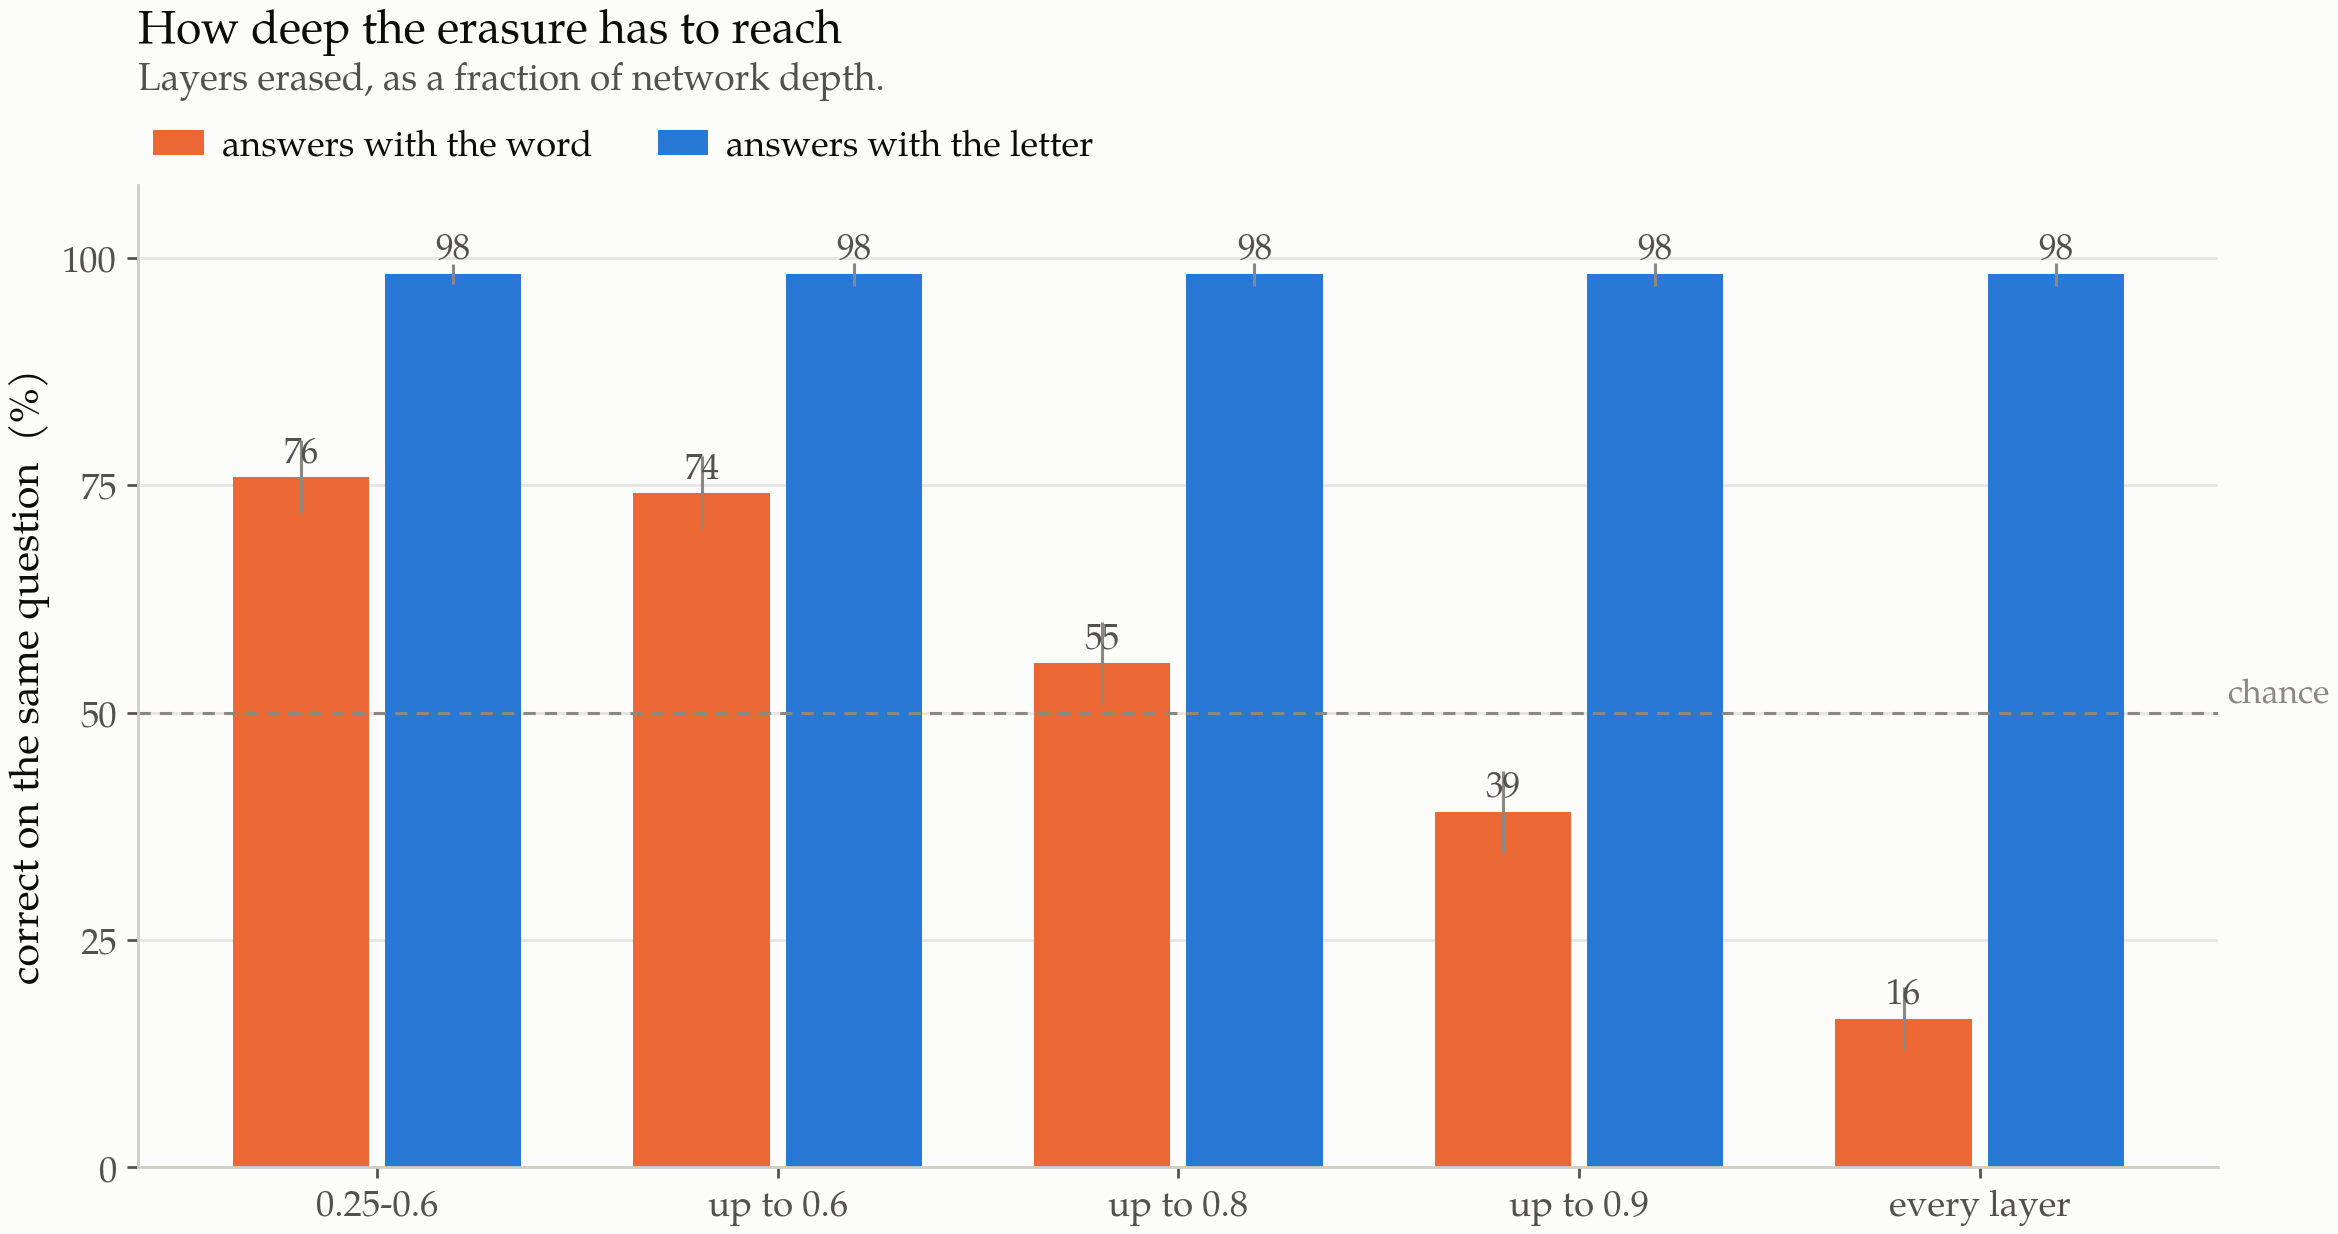 How deep the erasure has to reach
Layers erased, as a fraction of network depth.
answers with the word
answers with the letter
correct on the same question (%)
100
75
50
25
0
76
98
74
98
55
98
39
98
16
98
chance
0.25-0.6
up to 0.6
up to 0.8
up to 0.9
every layer